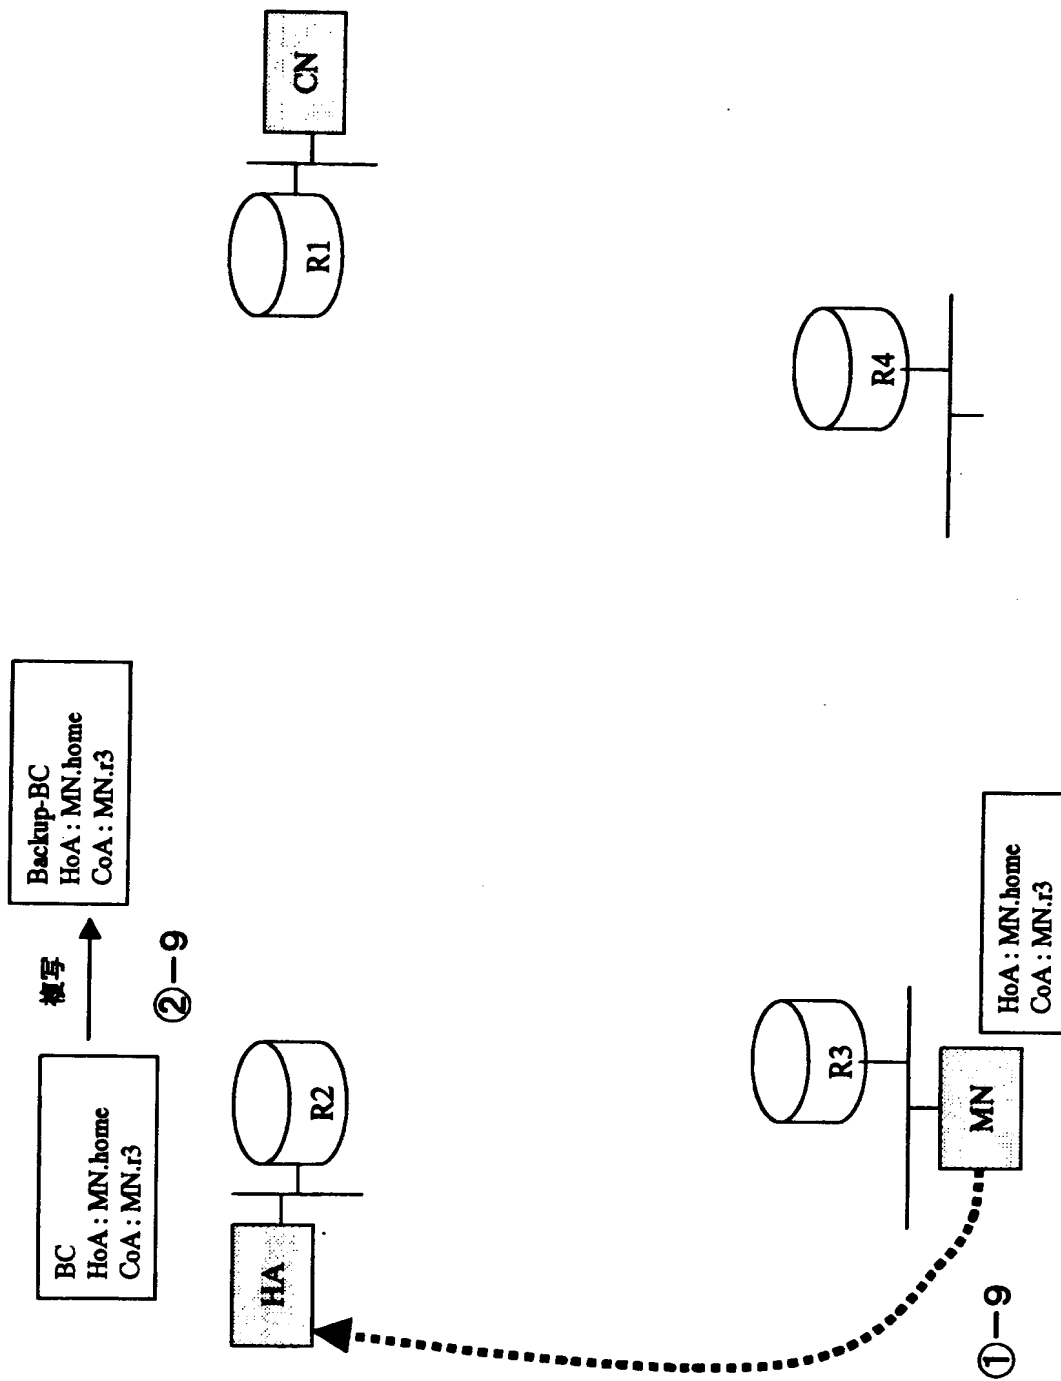 BC
HoA : MN.home
CoA : MN.r3
複写
②-9
Backup-BC
HoA : MN.home
CoA : MN.r3
HA
R2
R1
CN
①-9
MN
R3
HoA : MN.home
CoA : MN.r3
R4